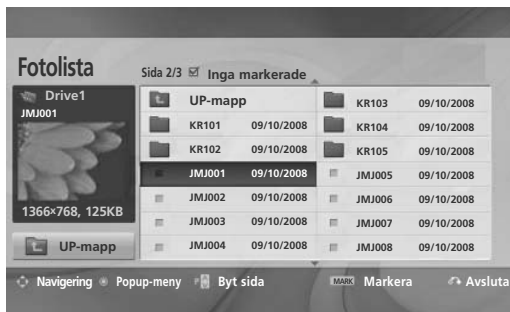 Fotolista
Sida 2/3 Inga markerade
Drive1
JMJ001
1366×768, 125KB
UP-mapp
UP-mapp
KR101 09/10/2008
KR102 09/10/2008
JMJ001 09/10/2008
JMJ002 09/10/2008
JMJ003 09/10/2008
JMJ004 09/10/2008
KR103 09/10/2008
KR104 09/10/2008
KR105 09/10/2008
JMJ005 09/10/2008
JMJ006 09/10/2008
JMJ007 09/10/2008
JMJ008 09/10/2008
Navigering Popup-meny P Byt sida MARK Markera Avsluta